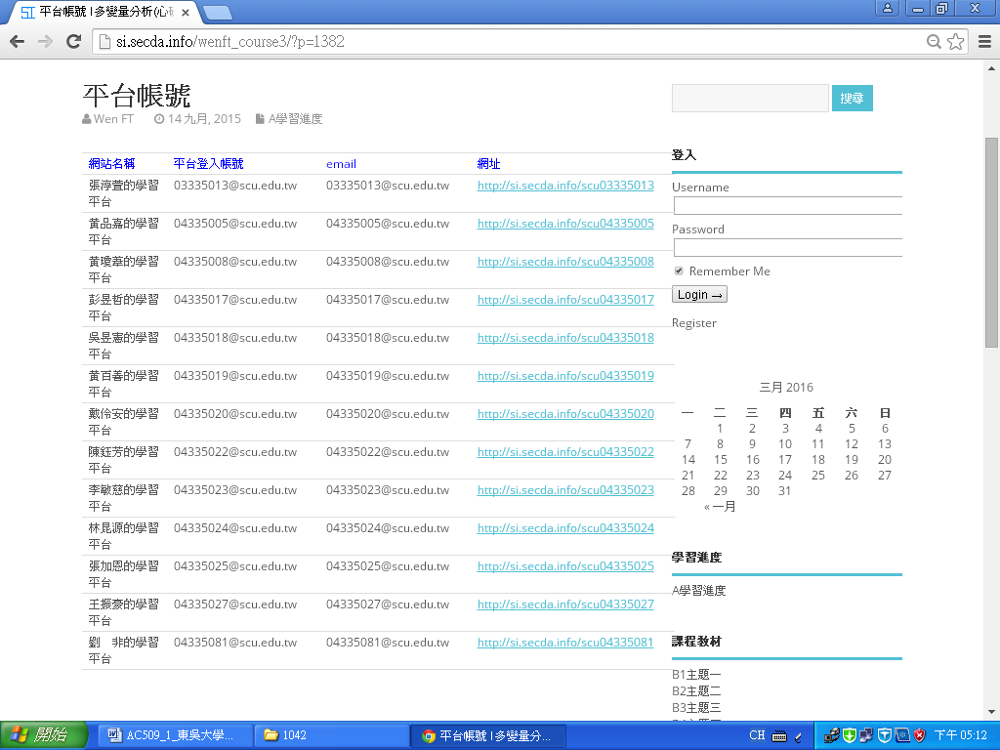 平台帳號 | 多變量分析(心
si.secda.info/wenft_course3/?p=1382
平台帳號
Wen FT 14 九月, 2015 A學習進度
網站名稱 平台登入帳號 email 網址
張渟萱的學習平台 03335013@scu.edu.tw 03335013@scu.edu.tw http://si.secda.info/scu03335013
黃品嘉的學習平台 04335005@scu.edu.tw 04335005@scu.edu.tw http://si.secda.info/scu04335005
黃瓊葦的學習平台 04335008@scu.edu.tw 04335008@scu.edu.tw http://si.secda.info/scu04335008
彭昱哲的學習平台 04335017@scu.edu.tw 04335017@scu.edu.tw http://si.secda.info/scu04335017
吳昱憲的學習平台 04335018@scu.edu.tw 04335018@scu.edu.tw http://si.secda.info/scu04335018
黃百善的學習平台 04335019@scu.edu.tw 04335019@scu.edu.tw http://si.secda.info/scu04335019
戴伶安的學習平台 04335020@scu.edu.tw 04335020@scu.edu.tw http://si.secda.info/scu04335020
陳鈺芳的學習平台 04335022@scu.edu.tw 04335022@scu.edu.tw http://si.secda.info/scu04335022
李敏慈的學習平台 04335023@scu.edu.tw 04335023@scu.edu.tw http://si.secda.info/scu04335023
林昆源的學習平台 04335024@scu.edu.tw 04335024@scu.edu.tw http://si.secda.info/scu04335024
張加恩的學習平台 04335025@scu.edu.tw 04335025@scu.edu.tw http://si.secda.info/scu04335025
王振豪的學習平台 04335027@scu.edu.tw 04335027@scu.edu.tw http://si.secda.info/scu04335027
劉　非的學習平台 04335081@scu.edu.tw 04335081@scu.edu.tw http://si.secda.info/scu04335081
搜尋
登入
Username
Password
Remember Me
Login →
Register
三月 2016
一 二 三 四 五 六 日
1 2 3 4 5 6
7 8 9 10 11 12 13
14 15 16 17 18 19 20
21 22 23 24 25 26 27
28 29 30 31
« 一月
學習進度
A學習進度
課程教材
B1主題一
B2主題二
B3主題三
開始 AC509_1_東吳大學... 1042 平台帳號 | 多變量分... CH 下午 05:12